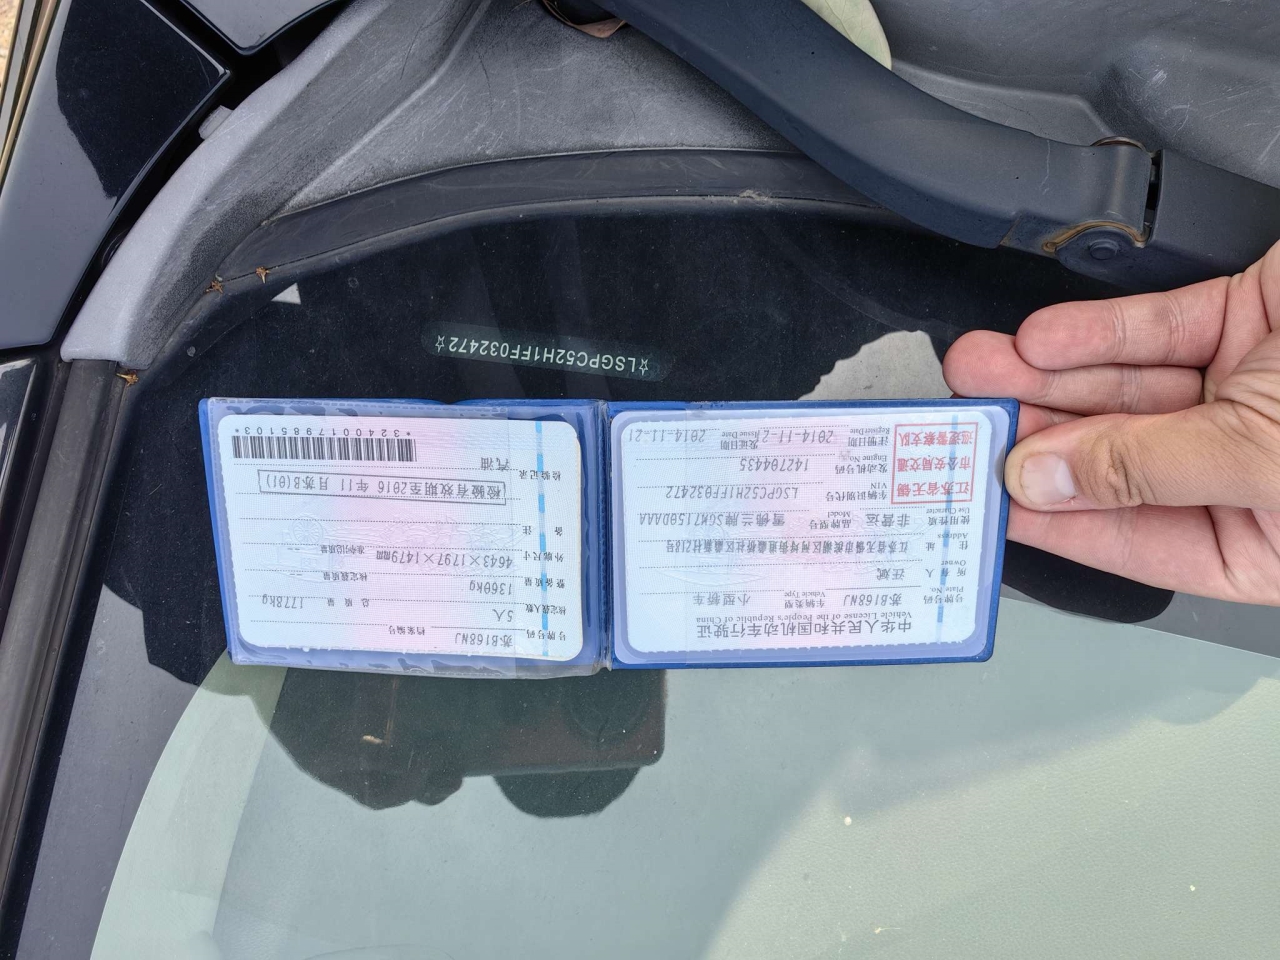 ☆LSGPC52H1FF032472☆
中华人民共和国机动车行驶证
Vehicle License of the People's Republic of China
号牌号码 苏B168NJ 车辆类型 小型轿车
Plate No. Vehicle Type
所有人 汪斌
Owner
住址
Address
使用性质 非营运 品牌型号 雪佛兰牌SGM7150DAAA
Use Character Model
江苏省无锡市公安局交通巡逻警察支队
车辆识别代号 LSGPC52H1FF032472
VIN
发动机号码 142704435
Engine No.
注册日期 2014-11-21 发证日期 2014-11-21
Register Date Issue Date
号牌号码 苏B168NJ 档案编号
核定载人数 5人 总质量 1778kg
整备质量 1360kg 核定载质量
外廓尺寸 4643×1797×1479mm 准牵引总质量 --
备注
检验有效期至2016年11月苏B(01)
检验记录 汽油
*3240017985103*